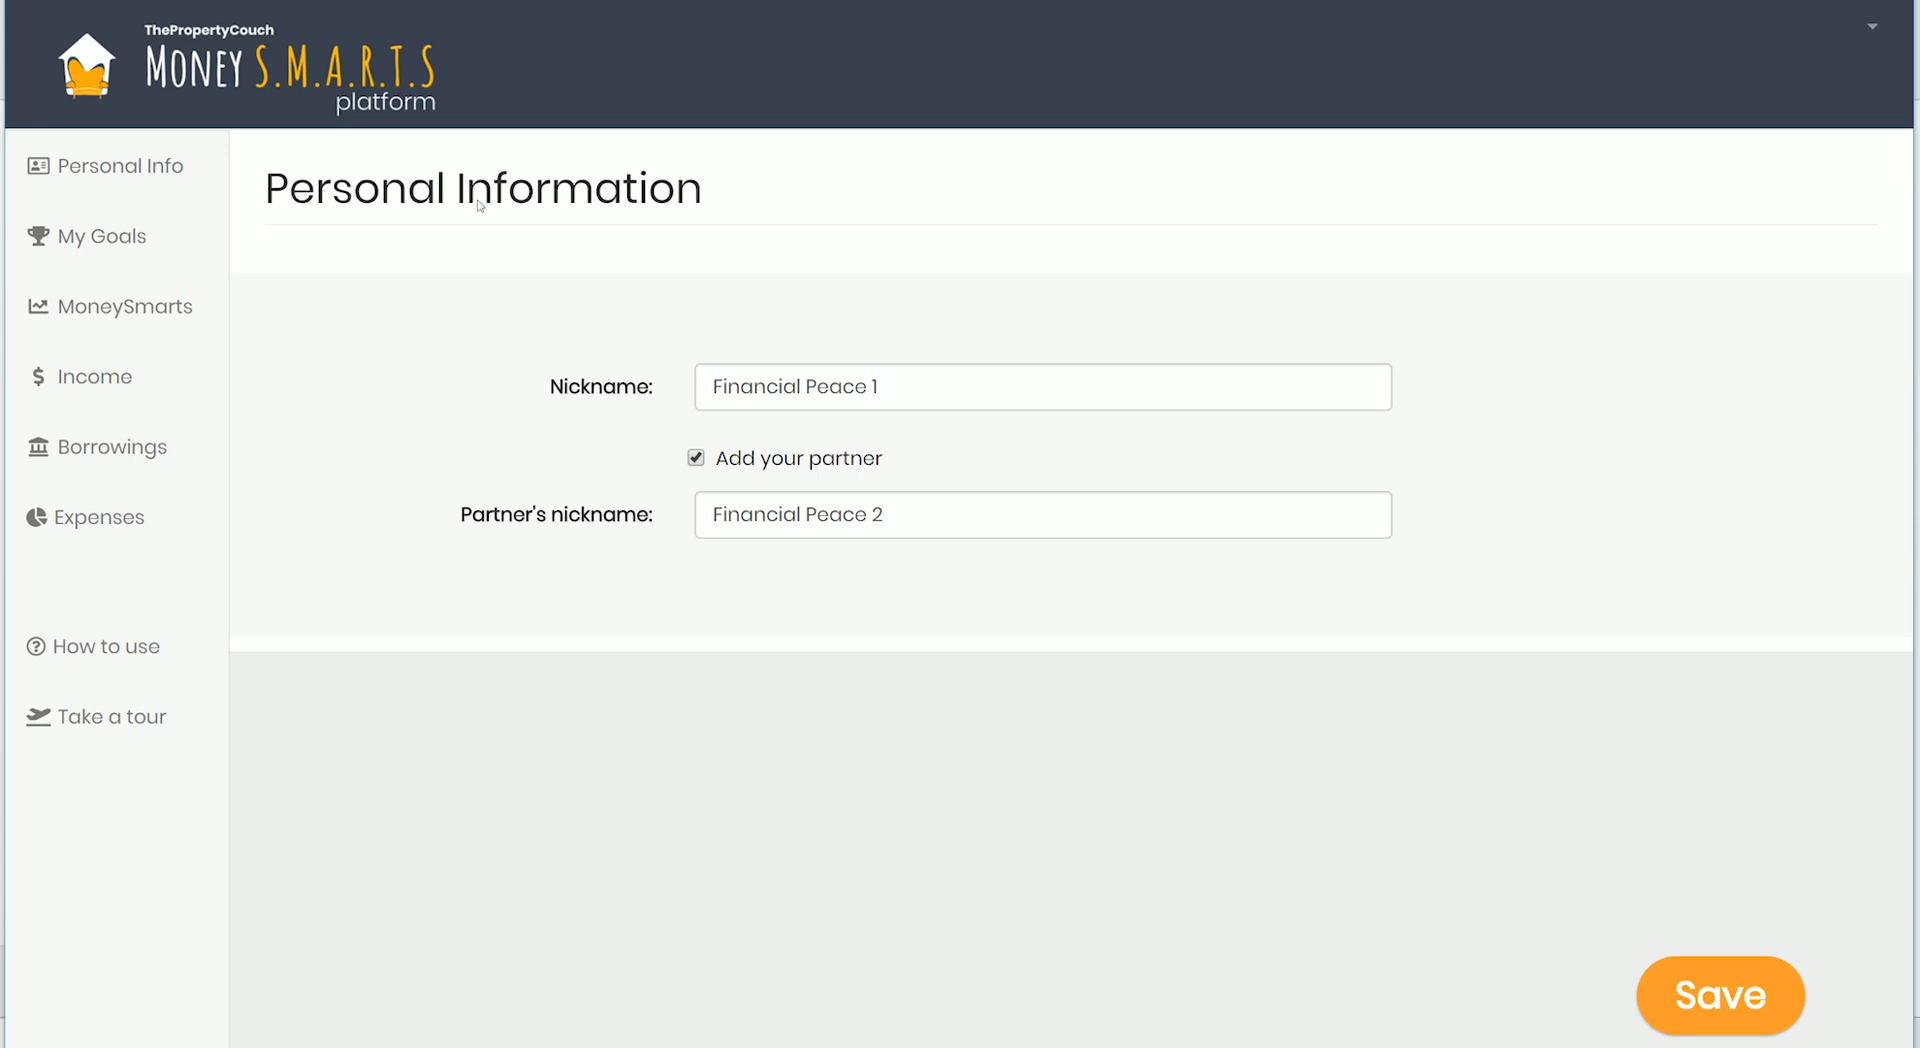 ThePropertyCouch
MONEY S.M.A.R.T.S
platform
Personal Info
My Goals
MoneySmarts
Income
Borrowings
Expenses
How to use
Take a tour
Personal Information
Nickname: Financial Peace 1
Add your partner
Partner's nickname: Financial Peace 2
Save